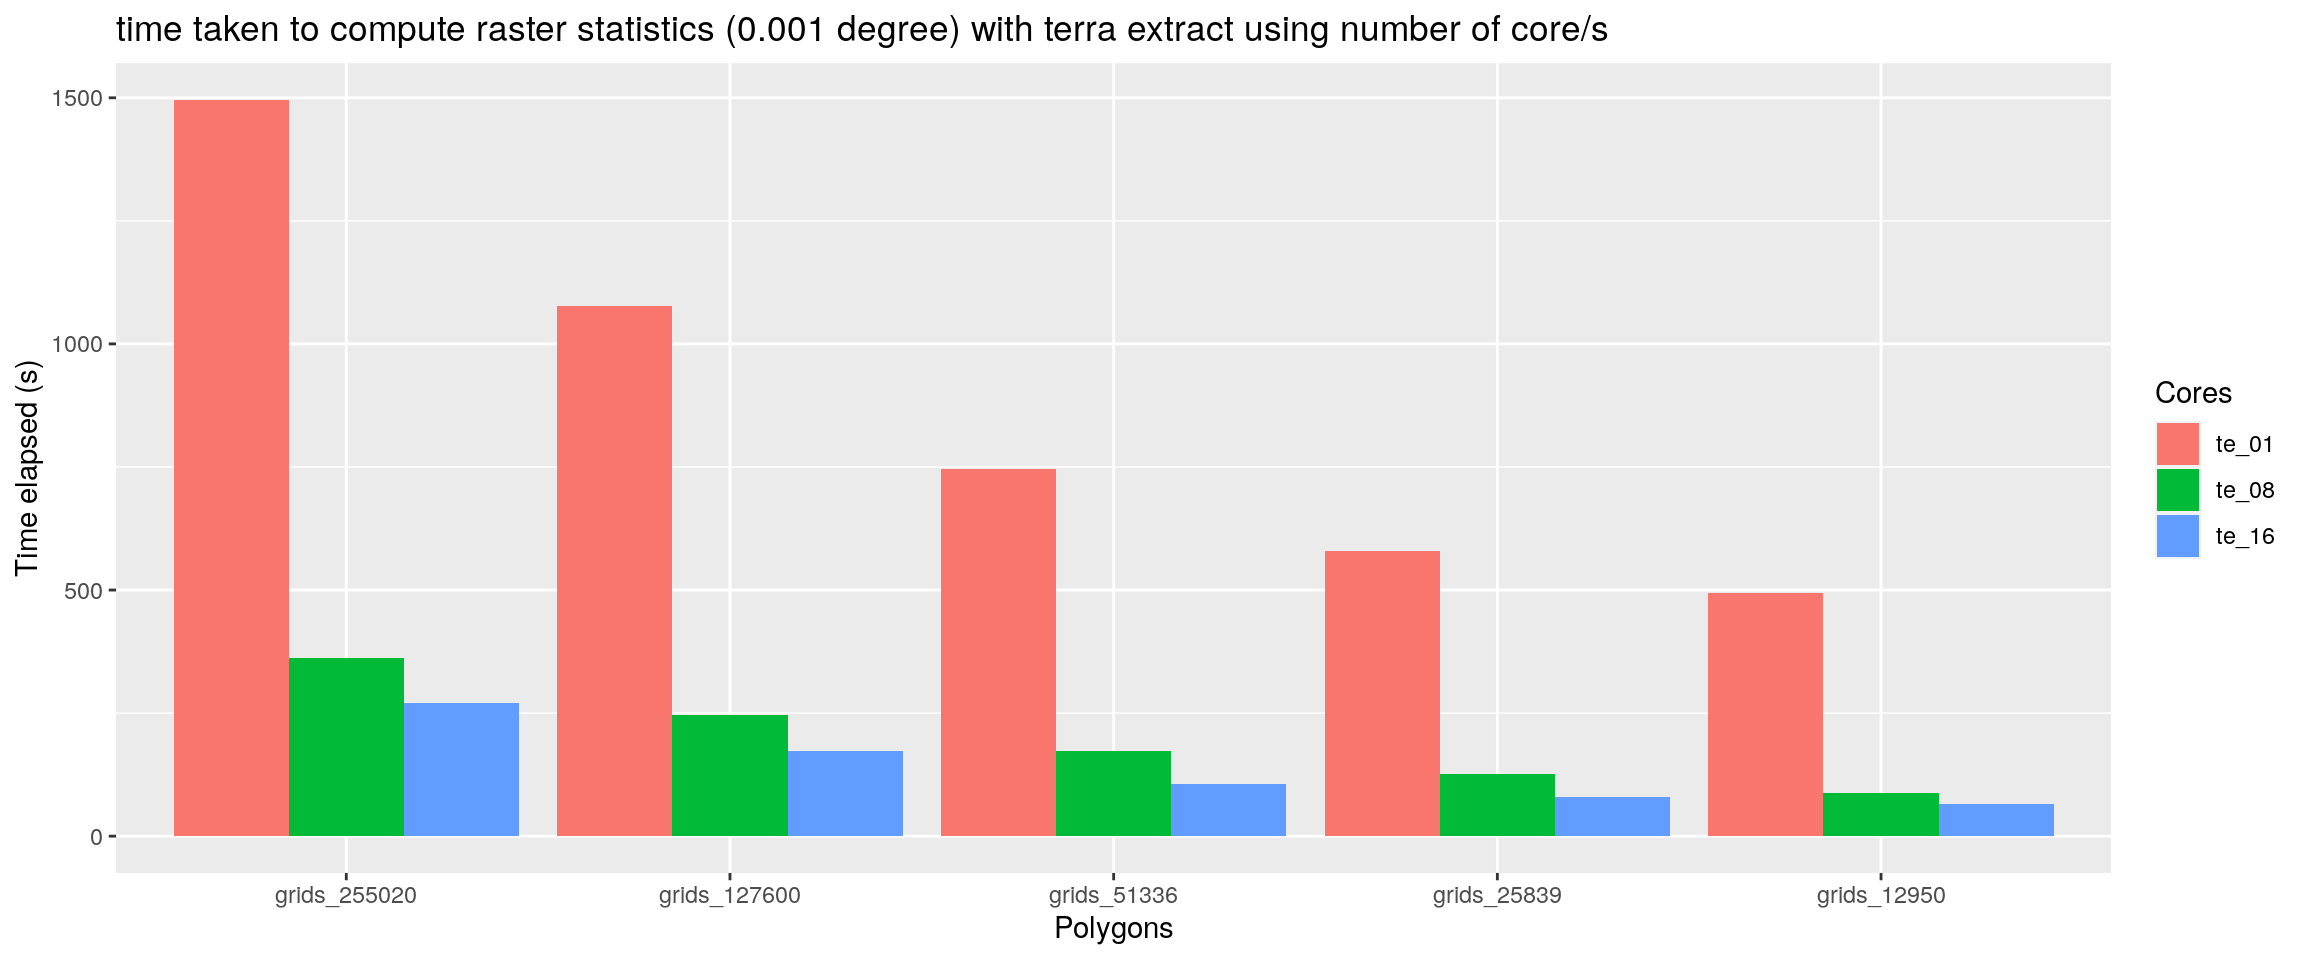 time taken to compute raster statistics (0.001 degree) with terra extract using number of core/s
Time elapsed (s)
1500
1000
500
0
grids_255020 grids_127600 grids_51336 grids_25839 grids_12950
Polygons
Cores
te_01
te_08
te_16